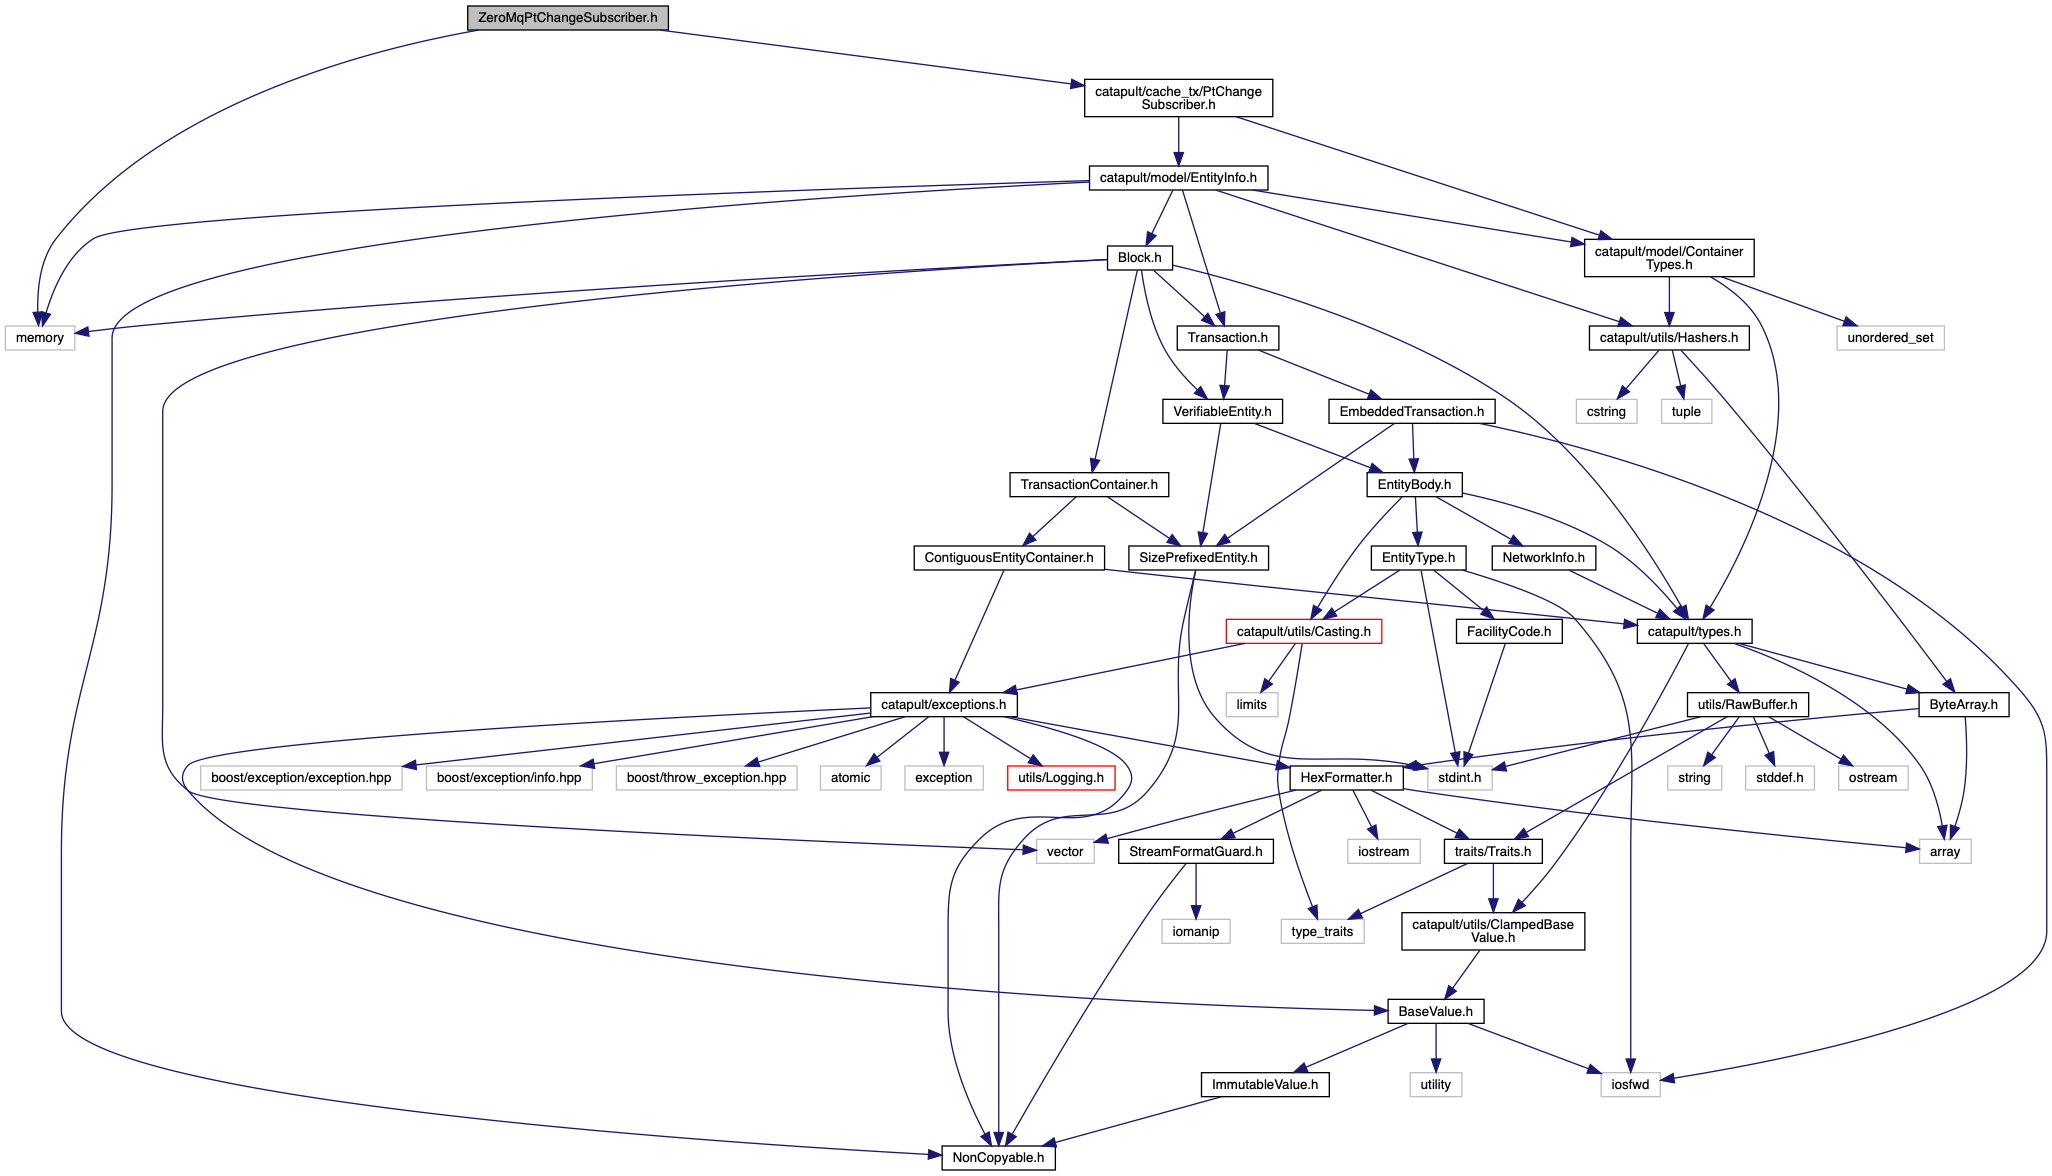 ZeroMqPtChangeSubscriber.h
catapult/cache_tx/PtChange
Subscriber.h
catapult/model/EntityInfo.h
Block.h
catapult/model/Container
Types.h
memory
Transaction.h
catapult/utils/Hashers.h
unordered_set
VerifiableEntity.h
EmbeddedTransaction.h
cstring
tuple
TransactionContainer.h
EntityBody.h
ContiguousEntityContainer.h
SizePrefixedEntity.h
EntityType.h
NetworkInfo.h
catapult/utils/Casting.h
FacilityCode.h
catapult/types.h
catapult/exceptions.h
limits
utils/RawBuffer.h
ByteArray.h
boost/exception/exception.hpp
boost/exception/info.hpp
boost/throw_exception.hpp
atomic
exception
utils/Logging.h
HexFormatter.h
stdint.h
string
stddef.h
ostream
vector
StreamFormatGuard.h
iostream
traits/Traits.h
array
iomanip
type_traits
catapult/utils/ClampedBase
Value.h
BaseValue.h
ImmutableValue.h
utility
iosfwd
NonCopyable.h